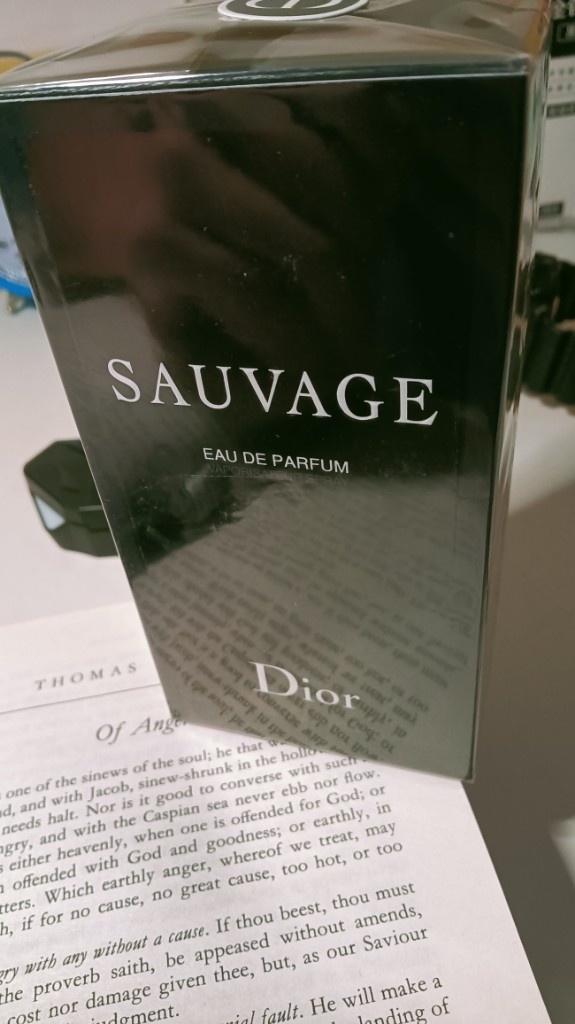 SAUVAGE
EAU DE PARFUM
VAPORISATEUR SPRAY
Dior
THOMAS
Of Ange
one of the sinews of the soul; he that w
d, and with Jacob, sinew-shrunk in the hollo
needs halt. Nor is it good to converse with such
ngry, and with the Caspian sea never ebb nor flow.
s either heavenly, when one is offended for God; or
n offended with God and goodness; or earthly, in
tters. Which earthly anger, whereof we treat, may
h, if for no cause, no great cause, too hot, or too
gry with any without a cause. If thou beest, thou must
the proverb saith, be appeased without amends,
cost nor damage given thee, but, as our Saviour
judgment.
ial fault. He will make a
landing of